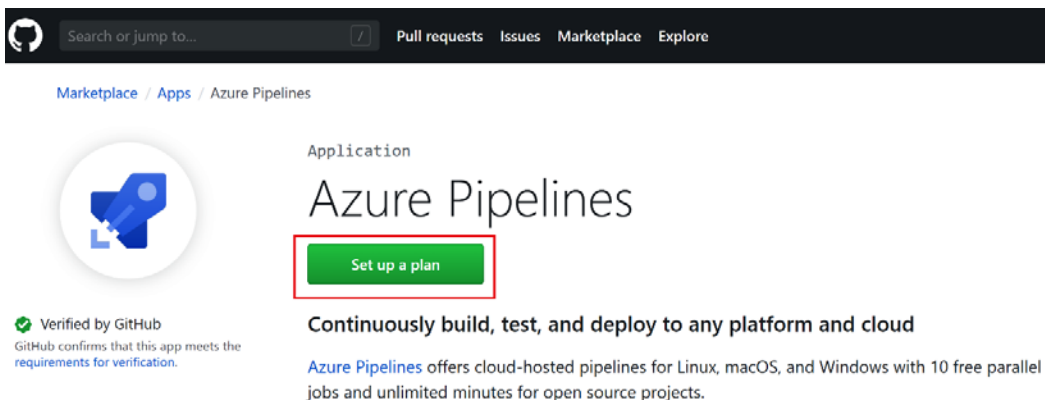 Search or jump to... / Pull requests Issues Marketplace Explore
Marketplace / Apps / Azure Pipelines
Application
Azure Pipelines
Set up a plan
Verified by GitHub
GitHub confirms that this app meets the
requirements for verification.
Continuously build, test, and deploy to any platform and cloud
Azure Pipelines offers cloud-hosted pipelines for Linux, macOS, and Windows with 10 free parallel
jobs and unlimited minutes for open source projects.